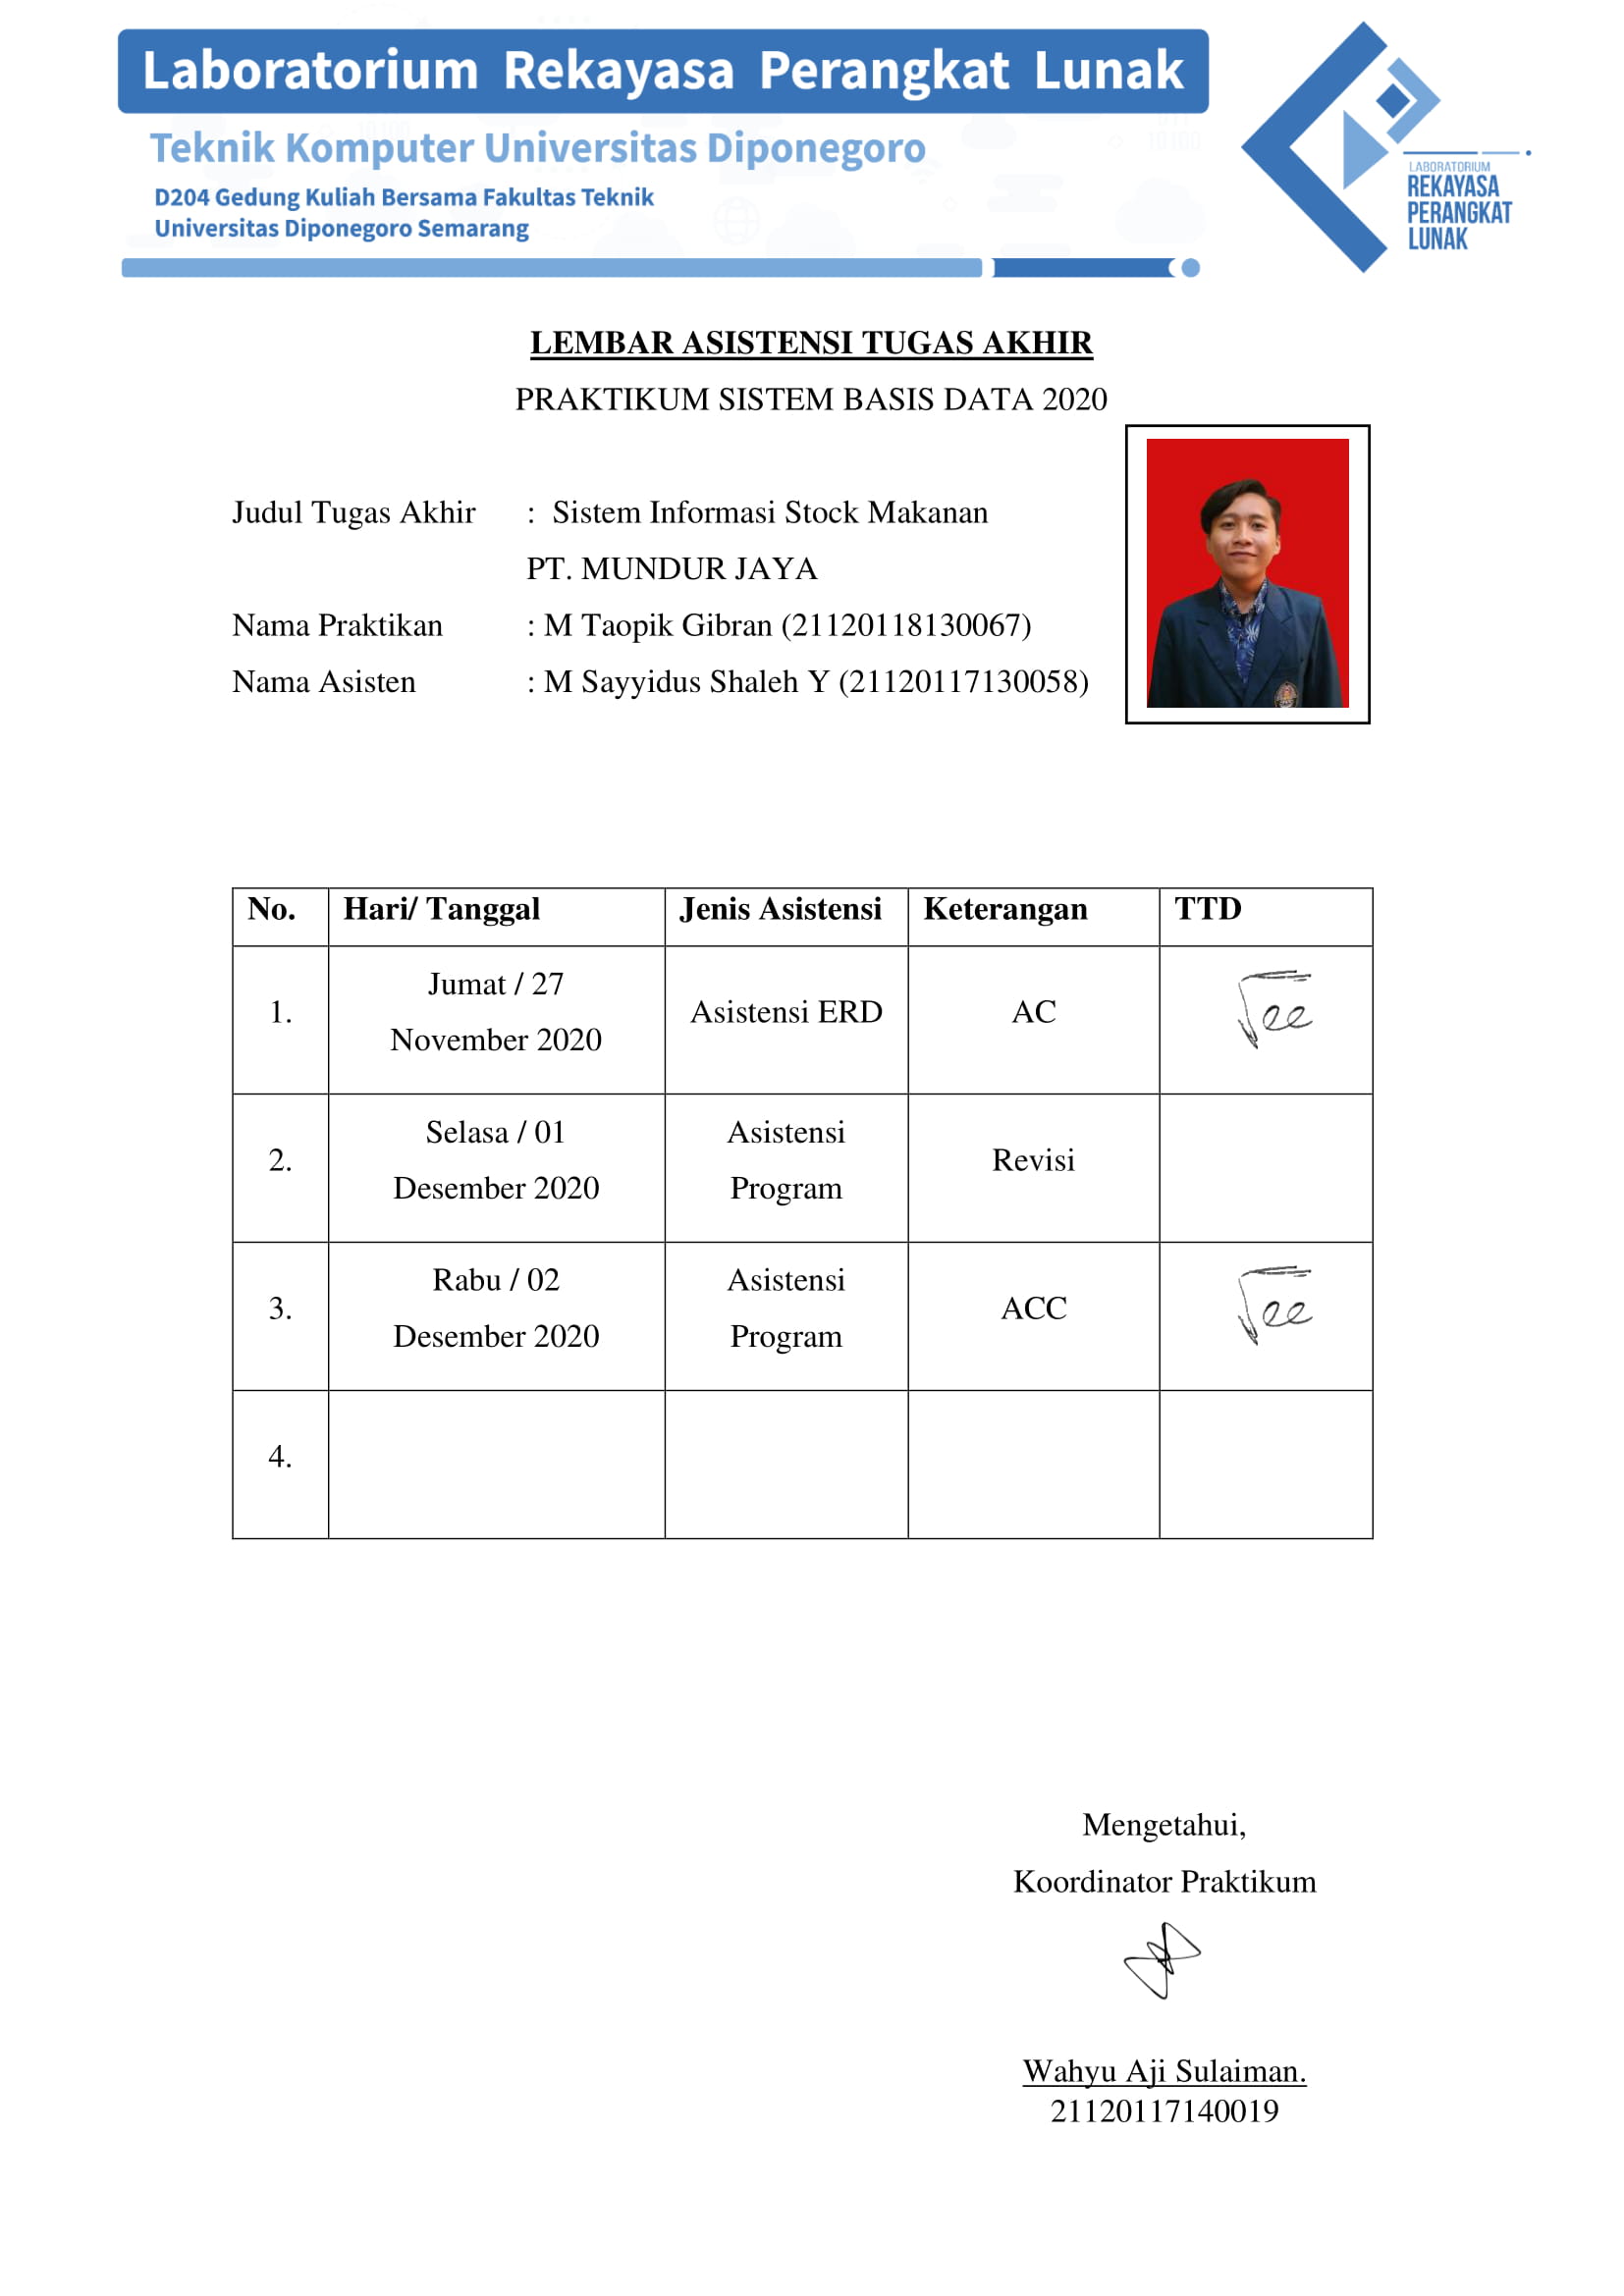 Laboratorium Rekayasa Perangkat Lunak
Teknik Komputer Universitas Diponegoro
D204 Gedung Kuliah Bersama Fakultas Teknik
Universitas Diponegoro Semarang
LABORATORIUM
REKAYASA
PERANGKAT
LUNAK
LEMBAR ASISTENSI TUGAS AKHIR
PRAKTIKUM SISTEM BASIS DATA 2020
Judul Tugas Akhir : Sistem Informasi Stock Makanan
PT. MUNDUR JAYA
Nama Praktikan : M Taopik Gibran (21120118130067)
Nama Asisten : M Sayyidus Shaleh Y (21120117130058)
No. Hari/ Tanggal Jenis Asistensi Keterangan TTD
1. Jumat / 27
November 2020
Asistensi ERD
AC
2. Selasa / 01
Desember 2020
Asistensi
Program
Revisi
3. Rabu / 02
Desember 2020
Asistensi
Program
ACC
4.
Mengetahui,
Koordinator Praktikum
Wahyu Aji Sulaiman.
21120117140019